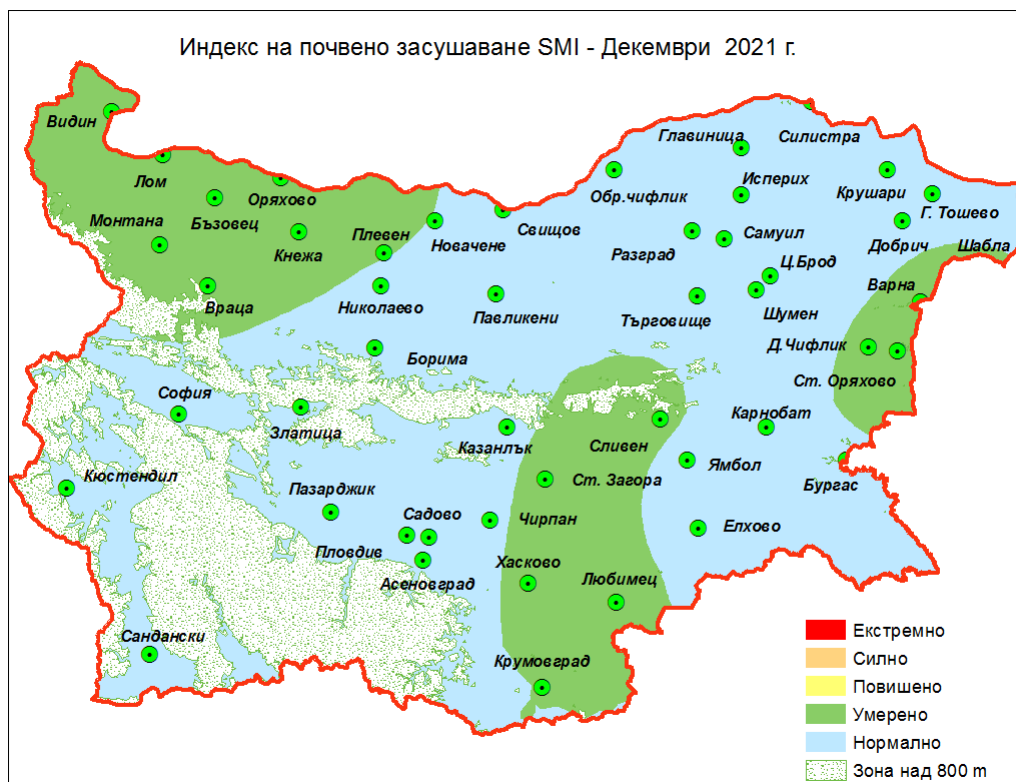 Индекс на почвено засушаване SMI - Декември 2021 г.
Видин
Главиница
Силистра
Лом
Оряхово
Обр.чифлик
Исперих
Крушари
Г. Тошево
Монтана
Бъзовец
Кнежа
Плевен
Новачене
Свищов
Разград
Самуил
Добрич
Шабла
Ц.Брод
Варна
Враца
Николаево
Павликени
Търговище
Шумен
Борима
Д.Чифлик
Ст. Оряхово
София
Златица
Казанлък
Сливен
Карнобат
Кюстендил
Пазарджик
Садово
Ст. Загора
Ямбол
Бургас
Чирпан
Пловдив
Елхово
Асеновград
Хасково
Любимец
Сандански
Крумовград
Екстремно
Силно
Повишено
Умерено
Нормално
Зона над 800 m